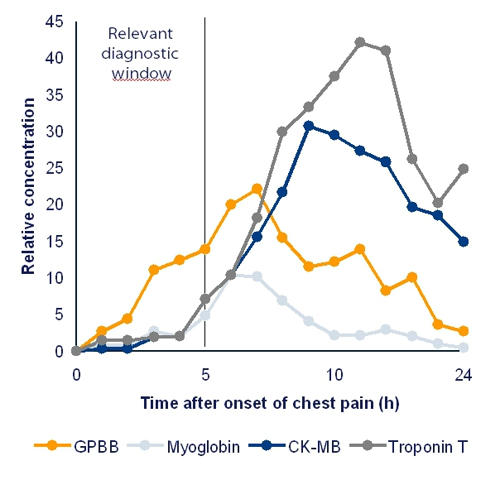 45
40
35
30
25
20
15
10
5
0
Relative concentration
Relevant
diagnostic
window
0 5 10 24
Time after onset of chest pain (h)
GPBB Myoglobin CK-MB Troponin T